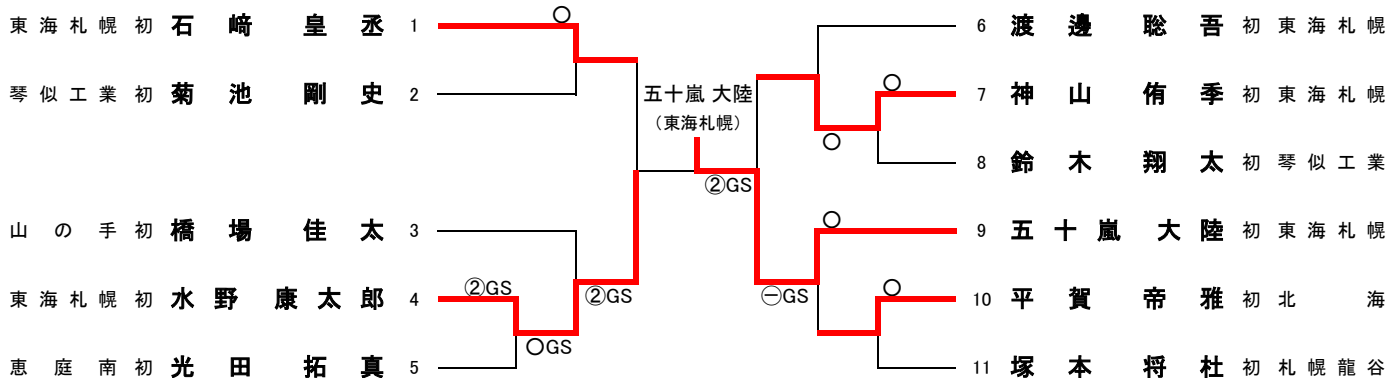 東海札幌 初 石﨑皇丞 1
琴似工業 初 菊池剛史 2
山の手 初 橋場佳太 3
東海札幌 初 水野康太郎 4
恵庭南 初 光田拓真 5
○
②GS
○GS
②GS
五十嵐 大陸
（東海札幌）
②GS
○
○
○
㊀GS
○
6 渡邊聡吾 初 東海札幌
7 神山侑季 初 東海札幌
8 鈴木翔太 初 琴似工業
9 五十嵐大陸 初 東海札幌
10 平賀帝雅 初 北海
11 塚本将杜 初 札幌龍谷